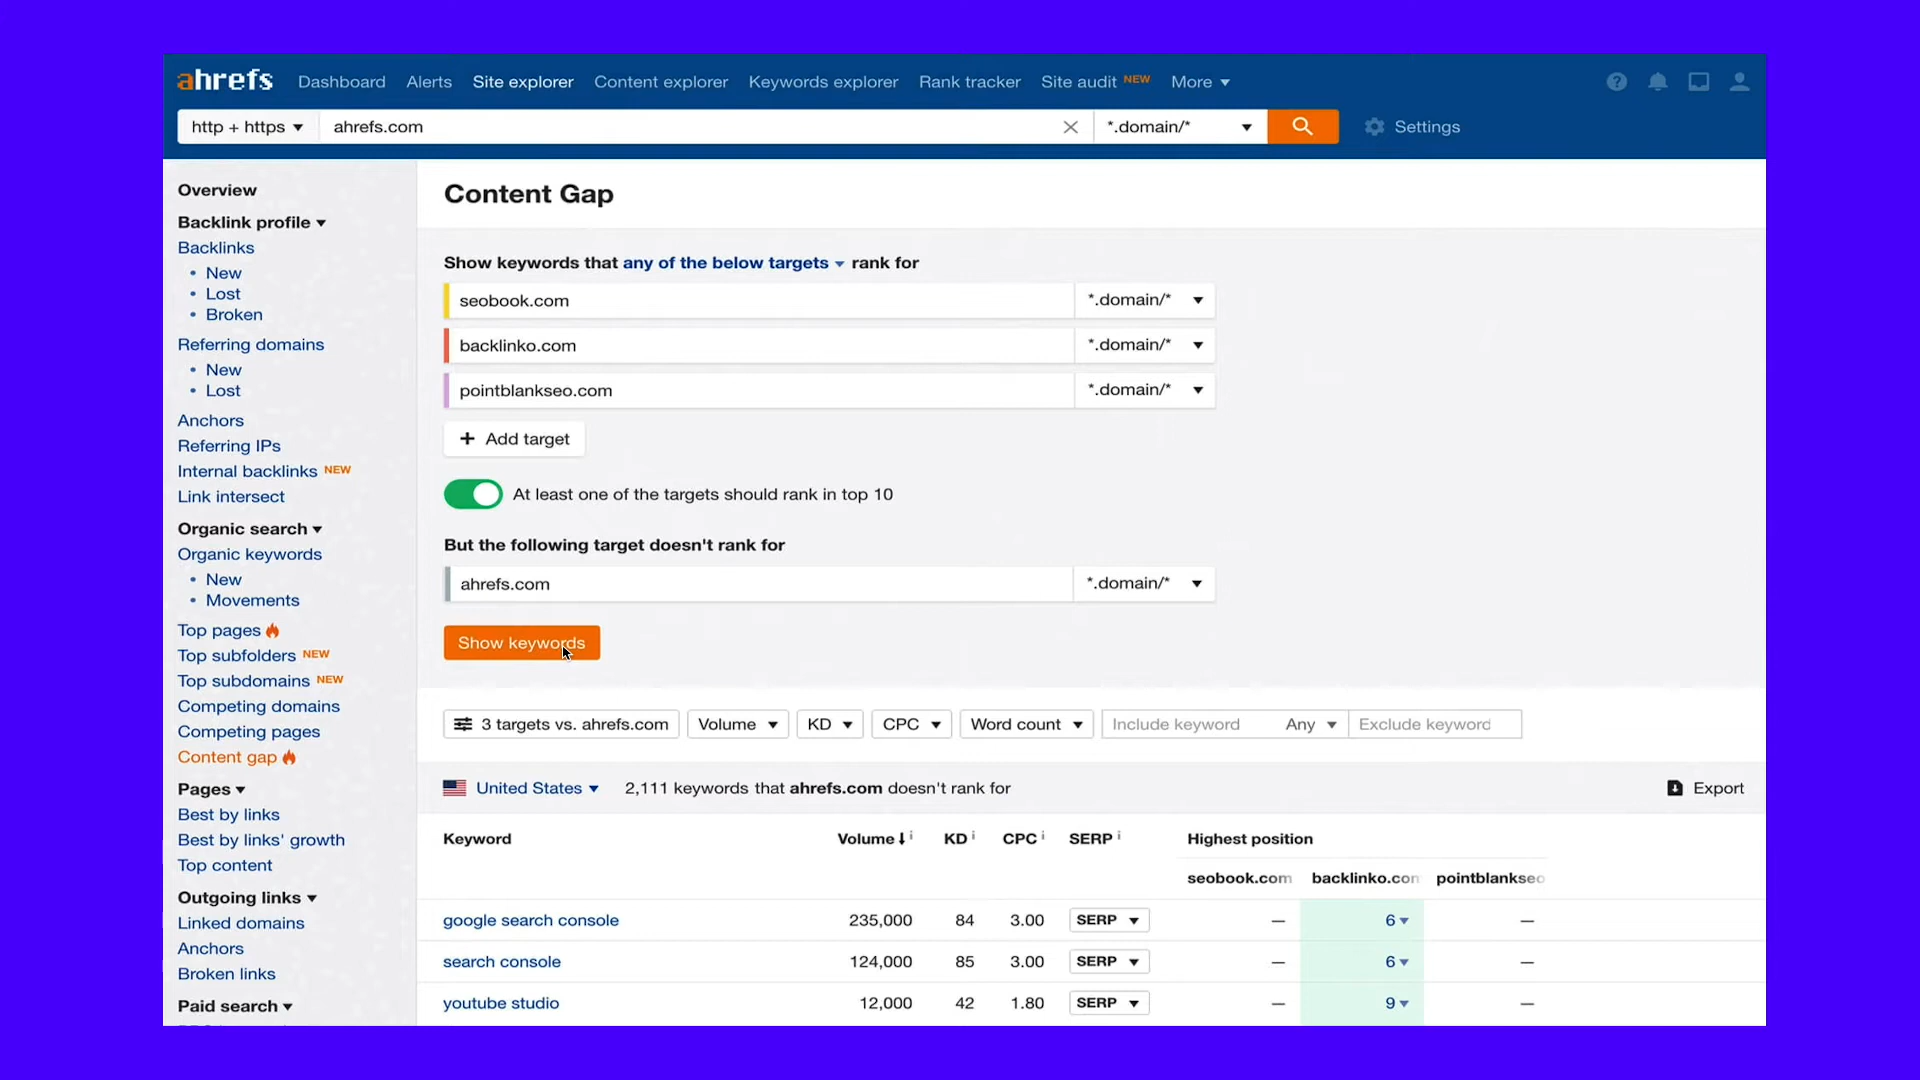 ahrefs Dashboard Alerts Site explorer Content explorer Keywords explorer Rank tracker Site audit NEW More
http + https ahrefs.com *.domain/* Settings
Overview
Backlink profile
Backlinks
• New
• Lost
• Broken
Referring domains
• New
• Lost
Anchors
Referring IPs
Internal backlinks NEW
Link intersect
Organic search
Organic keywords
• New
• Movements
Top pages
Top subfolders NEW
Top subdomains NEW
Competing domains
Competing pages
Content gap
Pages
Best by links
Best by links' growth
Top content
Outgoing links
Linked domains
Anchors
Broken links
Paid search
Content Gap
Show keywords that any of the below targets rank for
seobook.com *.domain/*
backlinko.com *.domain/*
pointblankseo.com *.domain/*
+ Add target
At least one of the targets should rank in top 10
But the following target doesn't rank for
ahrefs.com *.domain/*
Show keywords
3 targets vs. ahrefs.com Volume KD CPC Word count Include keyword Any Exclude keyword
United States 2,111 keywords that ahrefs.com doesn't rank for Export
Keyword Volume KD CPC SERP Highest position
seobook.com backlinko.com pointblankseo
google search console 235,000 84 3.00 SERP — 6 —
search console 124,000 85 3.00 SERP — 6 —
youtube studio 12,000 42 1.80 SERP — 9 —